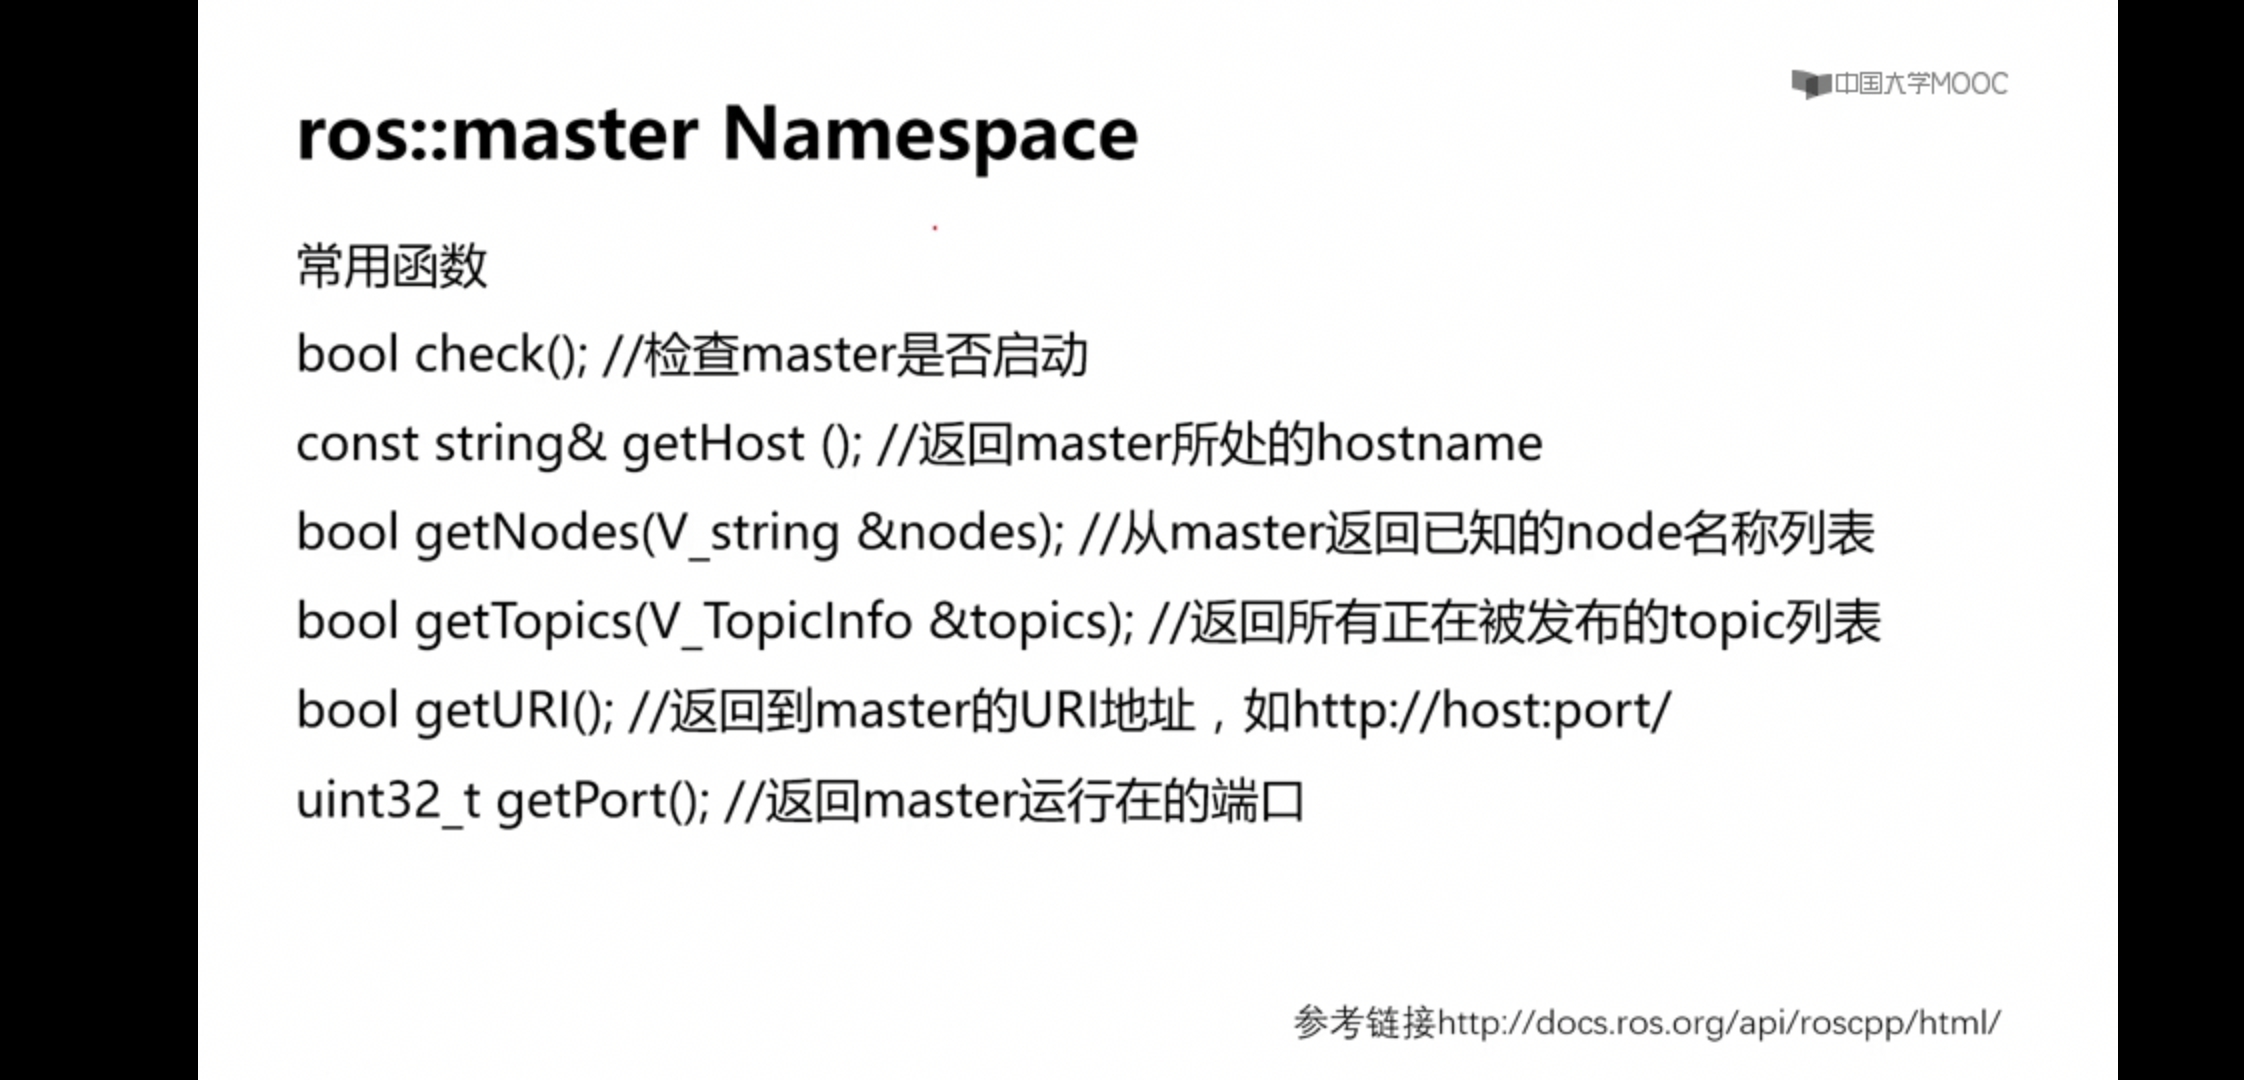 中国大学MOOC
ros::master Namespace
常用函数
bool check(); //检查master是否启动
const string& getHost (); //返回master所处的hostname
bool getNodes(V_string &nodes); //从master返回已知的node名称列表
bool getTopics(V_TopicInfo &topics); //返回所有正在被发布的topic列表
bool getURI(); //返回到master的URI地址，如http://host:port/
uint32_t getPort(); //返回master运行在的端口
参考链接http://docs.ros.org/api/roscpp/html/